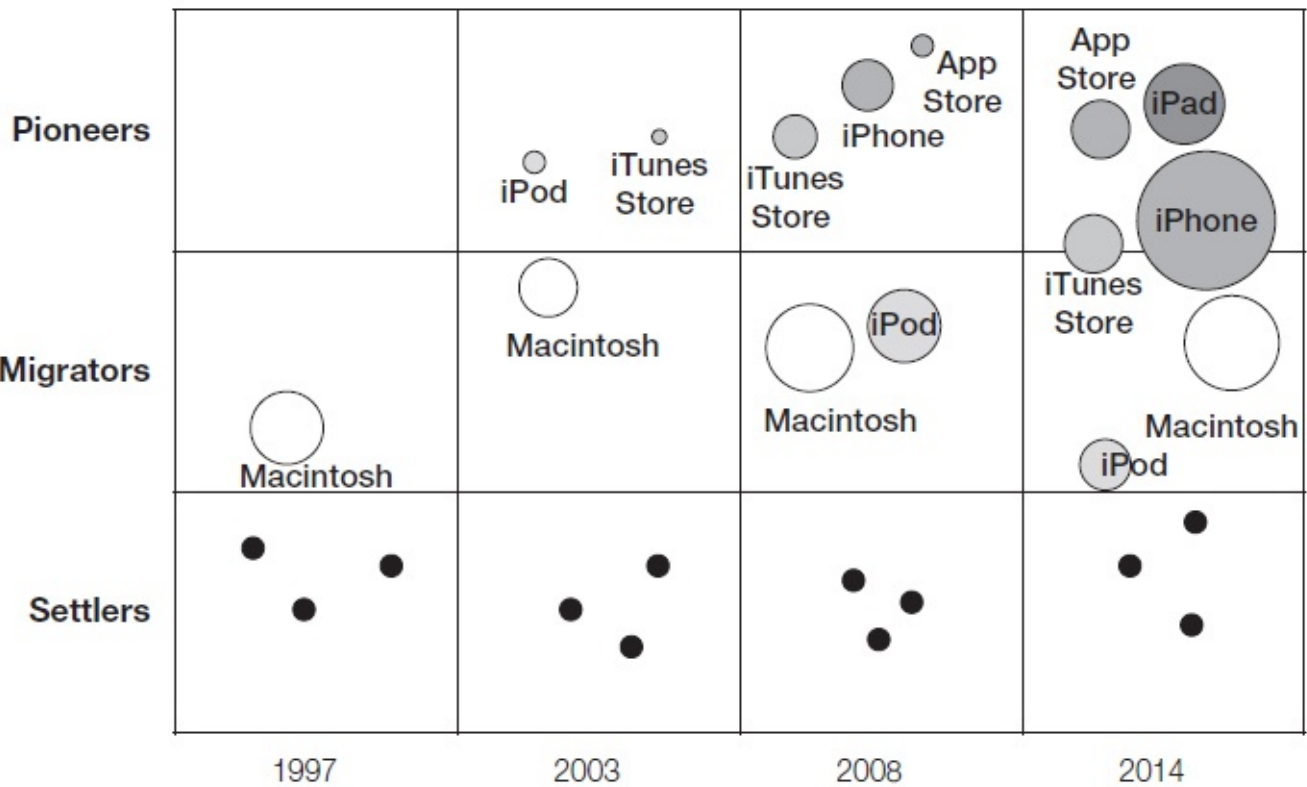 Pioneers
iPod
iTunes
Store
iTunes
Store
iPhone
App
Store
App
Store
iPad
iPhone
iTunes
Store
Migrators
Macintosh
Macintosh
Macintosh
iPod
Macintosh
iPod
Settlers
1997
2003
2008
2014